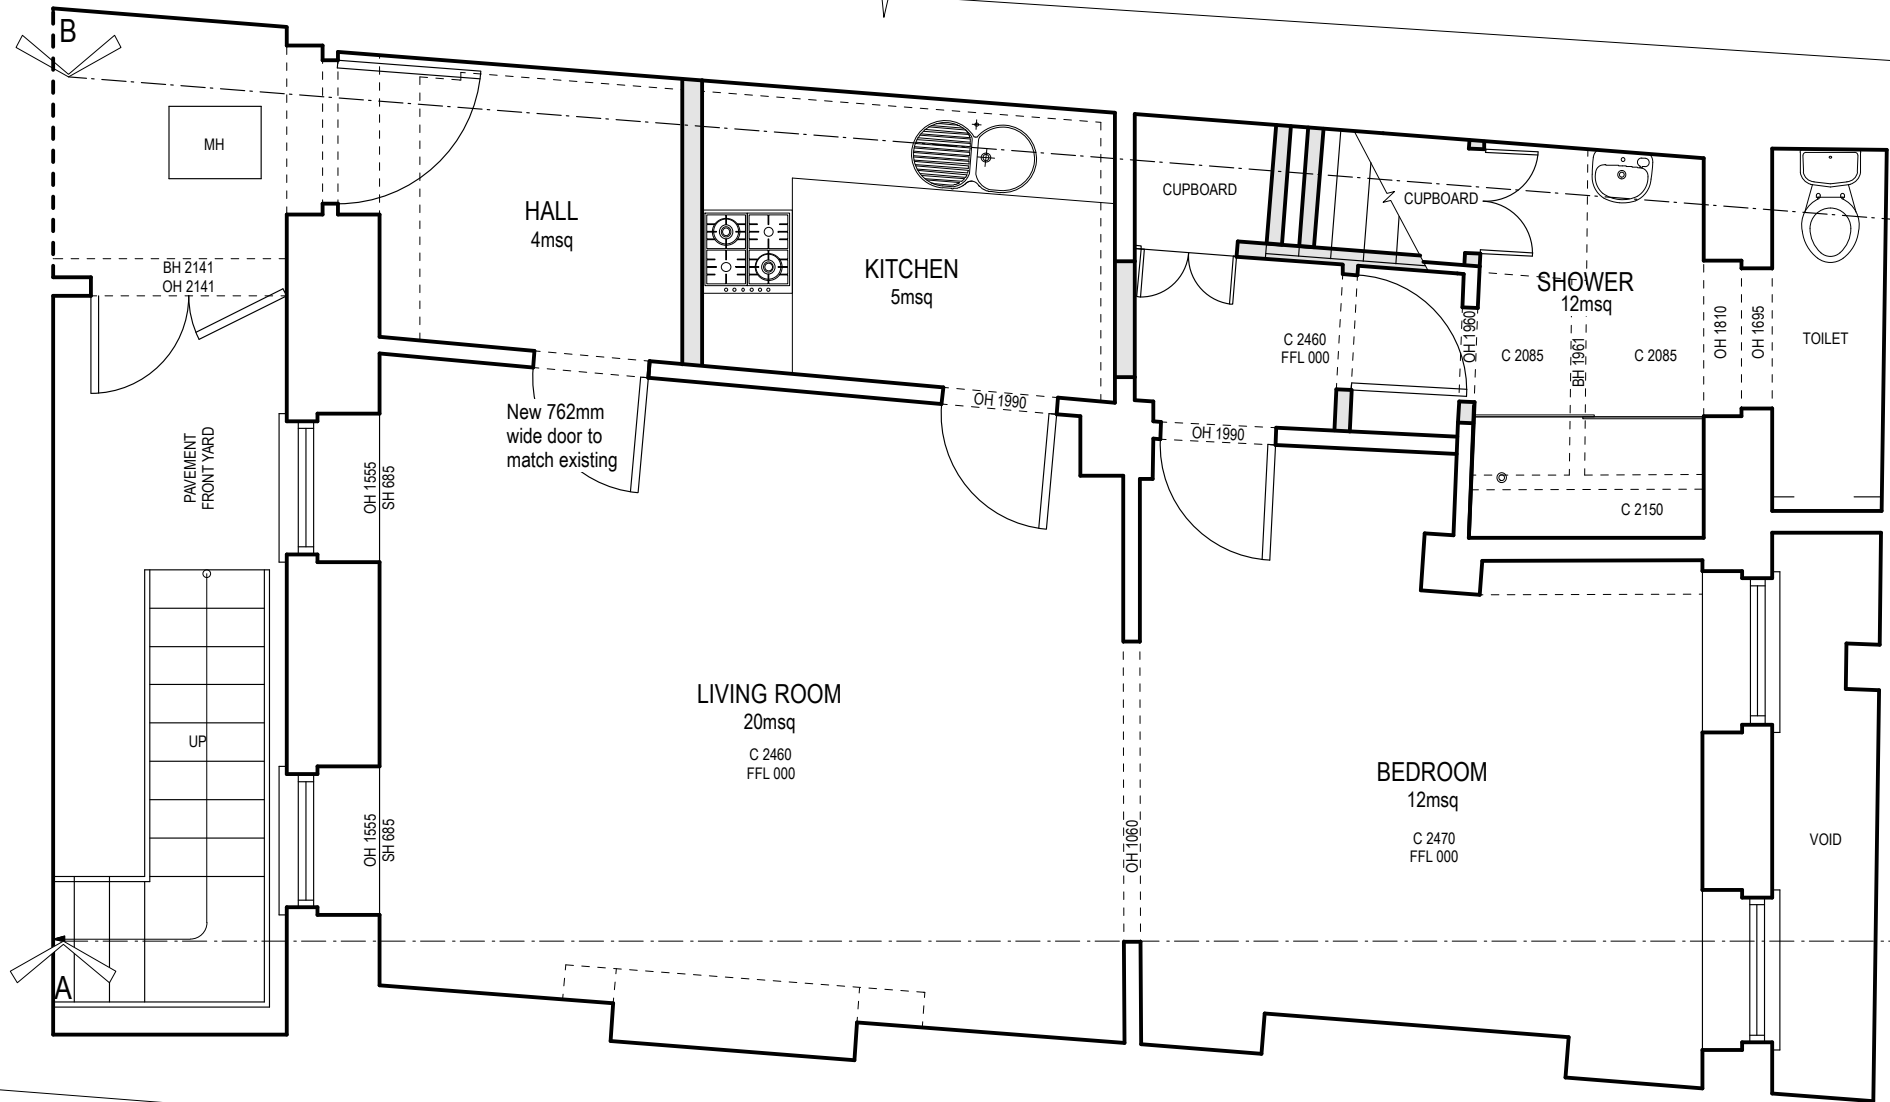 B
MH
HALL
4msq
KITCHEN
5msq
CUPBOARD
CUPBOARD
SHOWER
12msq
TOILET
BH 2141
OH 2141
C 2460
FFL 000
OH 1960
C 2085
BH 1961
C 2085
OH 1810
OH 1695
New 762mm
wide door to
match existing
OH 1990
OH 1990
PAVEMENT
FRONT YARD
OH 1555
SH 685
C 2150
UP
LIVING ROOM
20msq
C 2460
FFL 000
BEDROOM
12msq
C 2470
FFL 000
OH 1555
SH 685
OH 1060
VOID
A